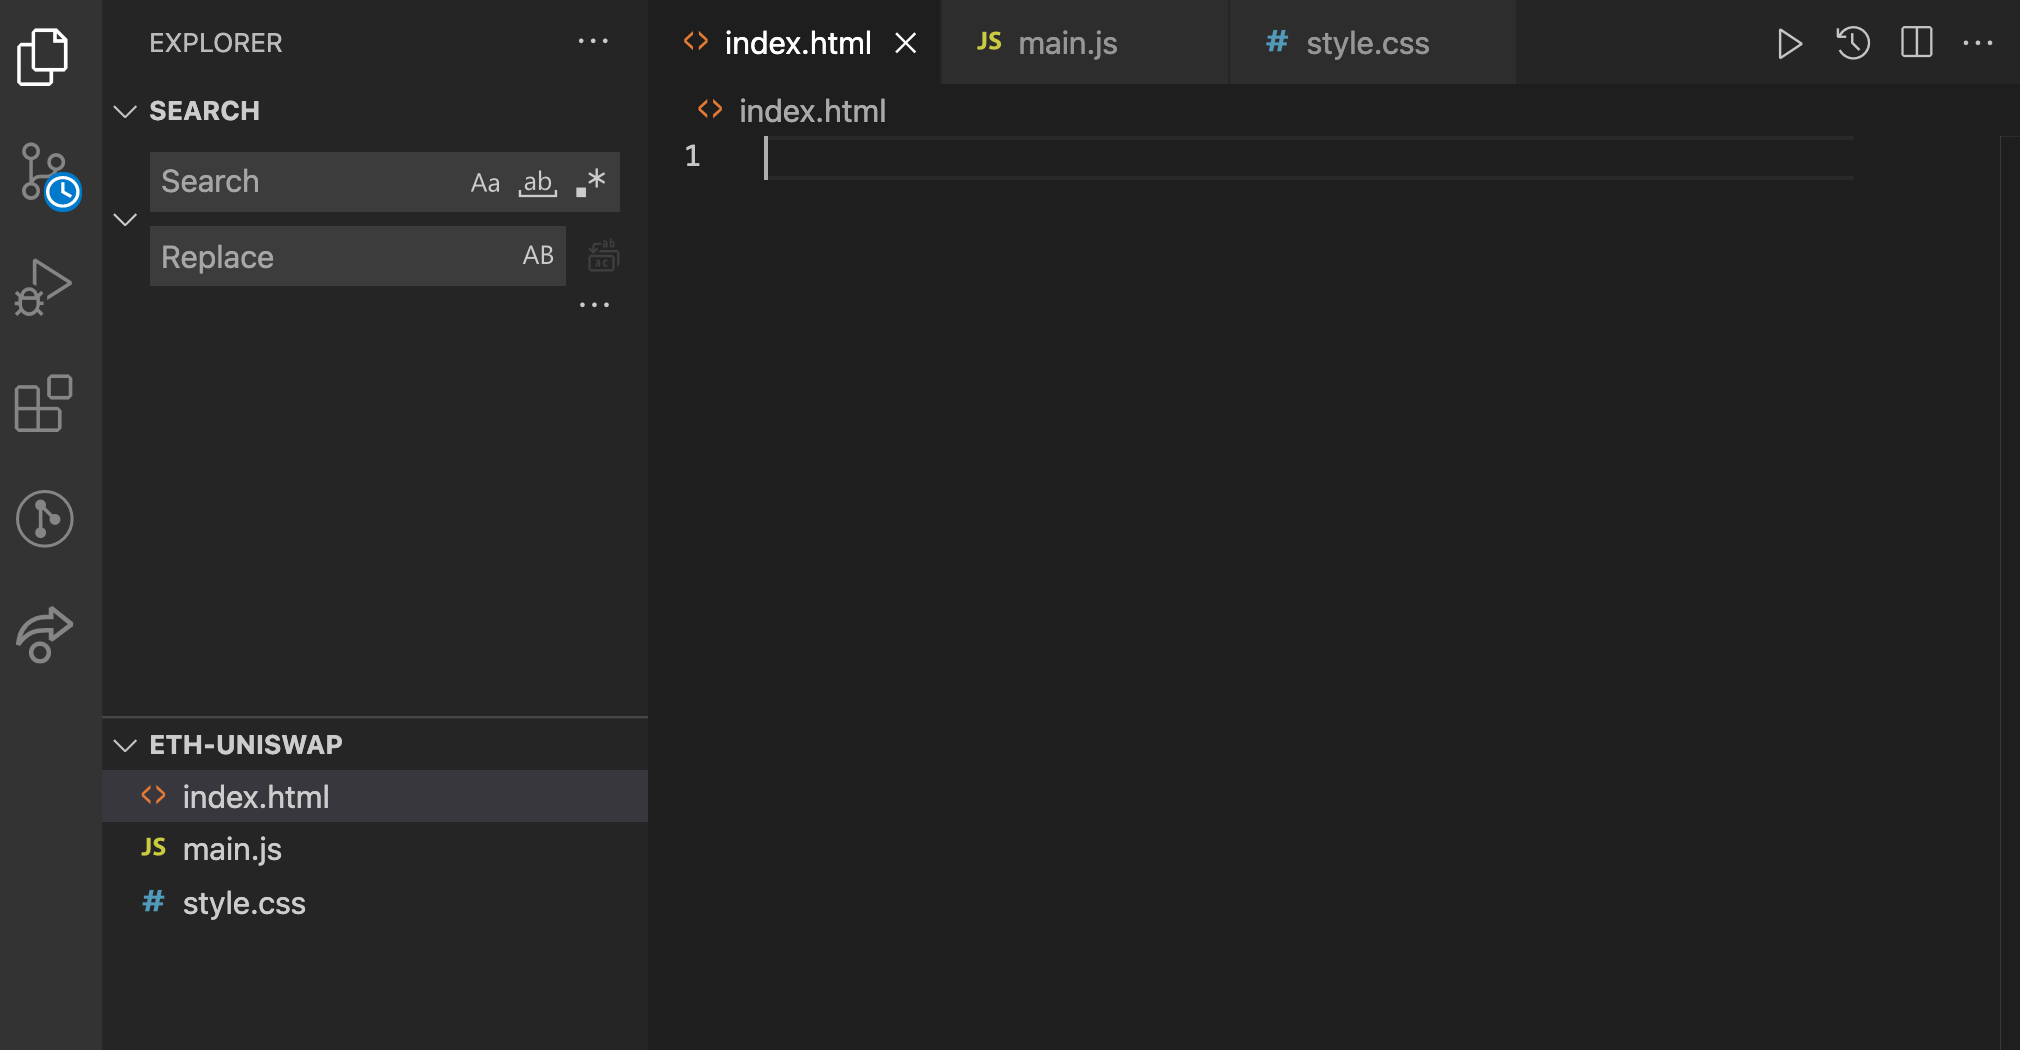 EXPLORER
SEARCH
Search Aa ab .*
Replace AB
ETH-UNISWAP
<> index.html
JS main.js
# style.css
<> index.html JS main.js # style.css
<> index.html
1